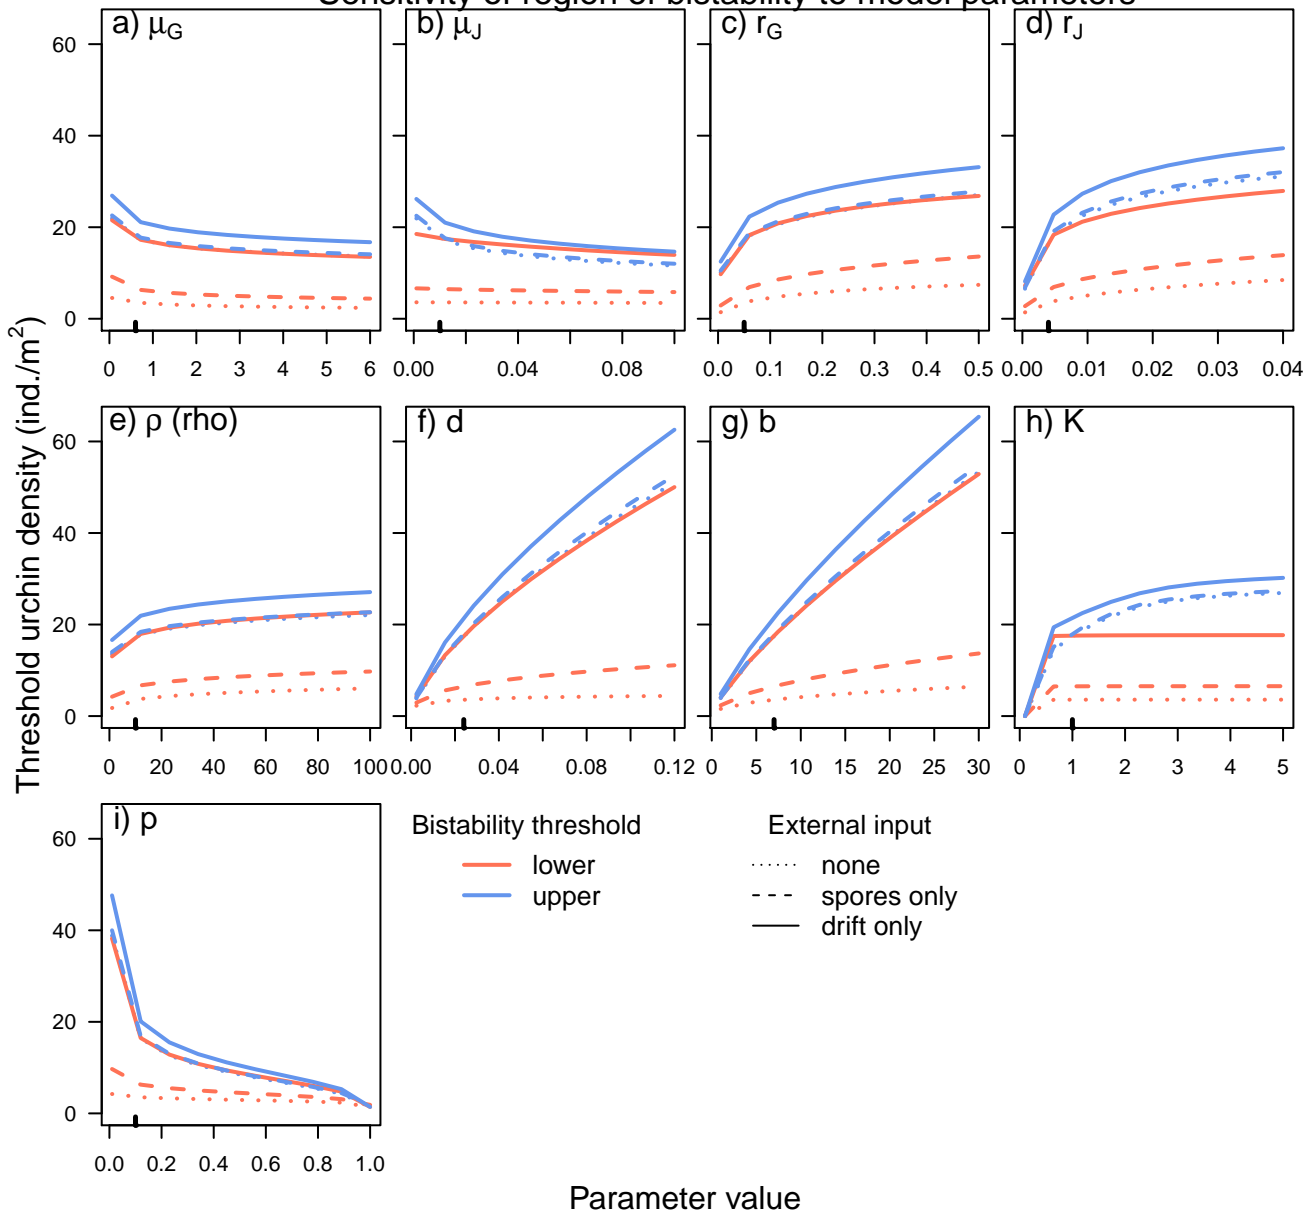 Sensitivity of region of bistability to model parameters
a) μG
b) μJ
c) rG
d) rJ
60
40
20
0
0 1 2 3 4 5 6
0.00 0.04 0.08
0.0 0.1 0.2 0.3 0.4 0.5
0.00 0.01 0.02 0.03 0.04
Threshold urchin density (ind./m²)
e) ρ (rho)
f) d
g) b
h) K
60
40
20
0
0 20 40 60 80 100
0.00 0.04 0.08 0.12
0 5 10 15 20 25 30
0 1 2 3 4 5
i) p
60
40
20
0
0.0 0.2 0.4 0.6 0.8 1.0
Bistability threshold
lower
upper
External input
none
spores only
drift only
Parameter value